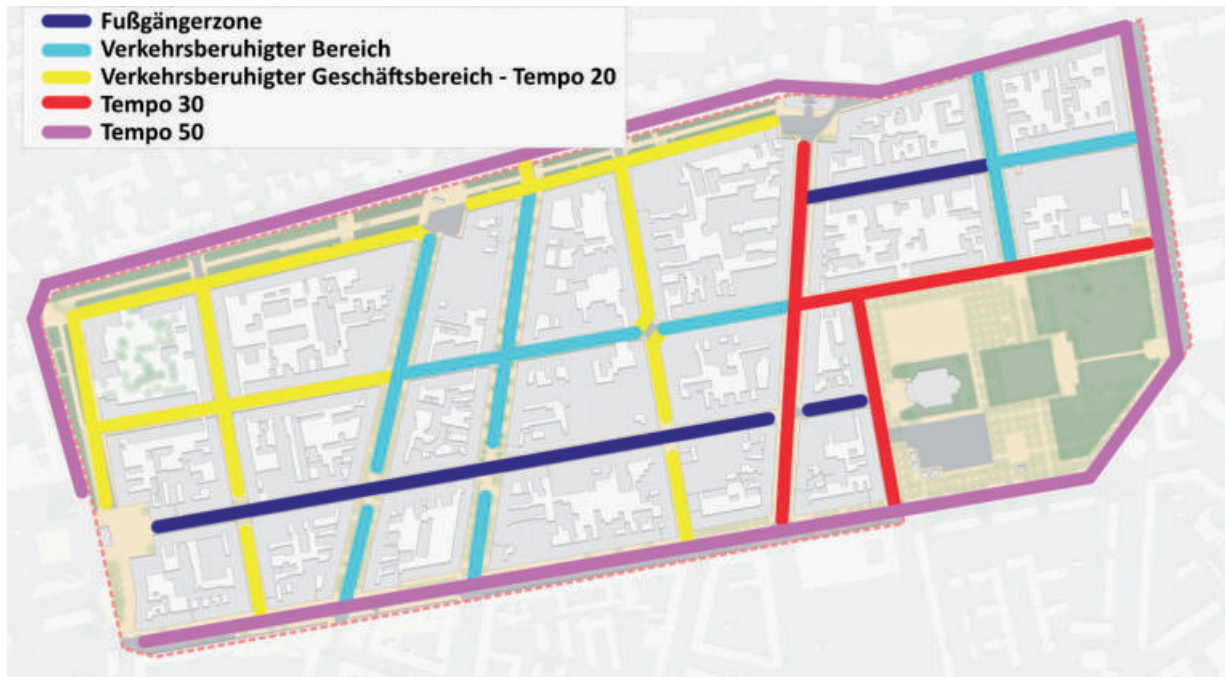 Fußgängerzone
Verkehrsberuhigter Bereich
Verkehrsberuhigter Geschäftsbereich - Tempo 20
Tempo 30
Tempo 50